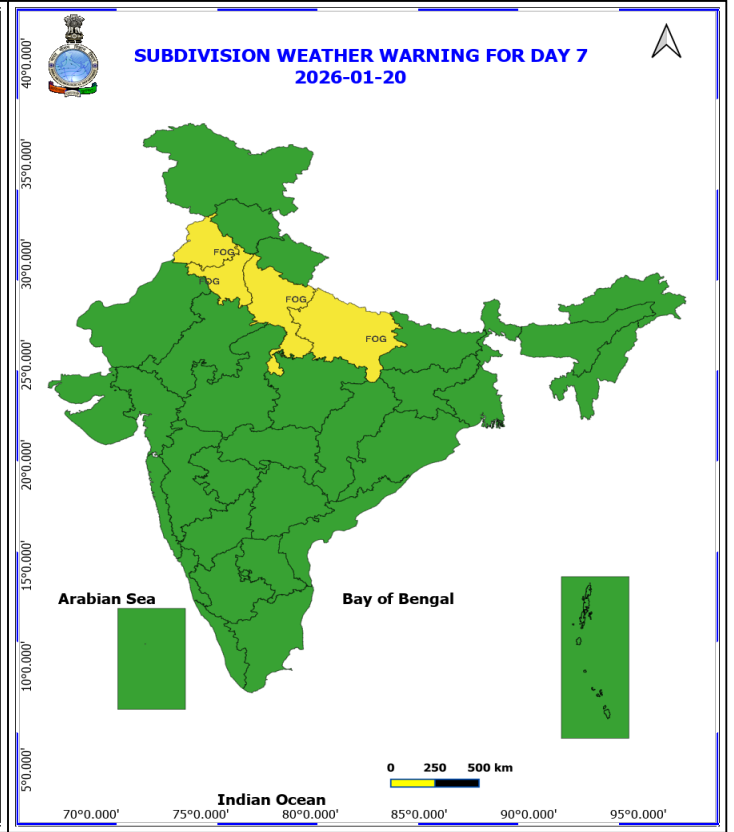 SUBDIVISION WEATHER WARNING FOR DAY 7
2026-01-20
40°0.000'
35°0.000'
30°0.000'
25°0.000'
20°0.000'
15°0.000'
10°0.000'
5°0.000'
FOG
FOG
FOG
FOG
Arabian Sea
Bay of Bengal
0 250 500 km
Indian Ocean
70°0.000' 75°0.000' 80°0.000' 85°0.000' 90°0.000' 95°0.000'